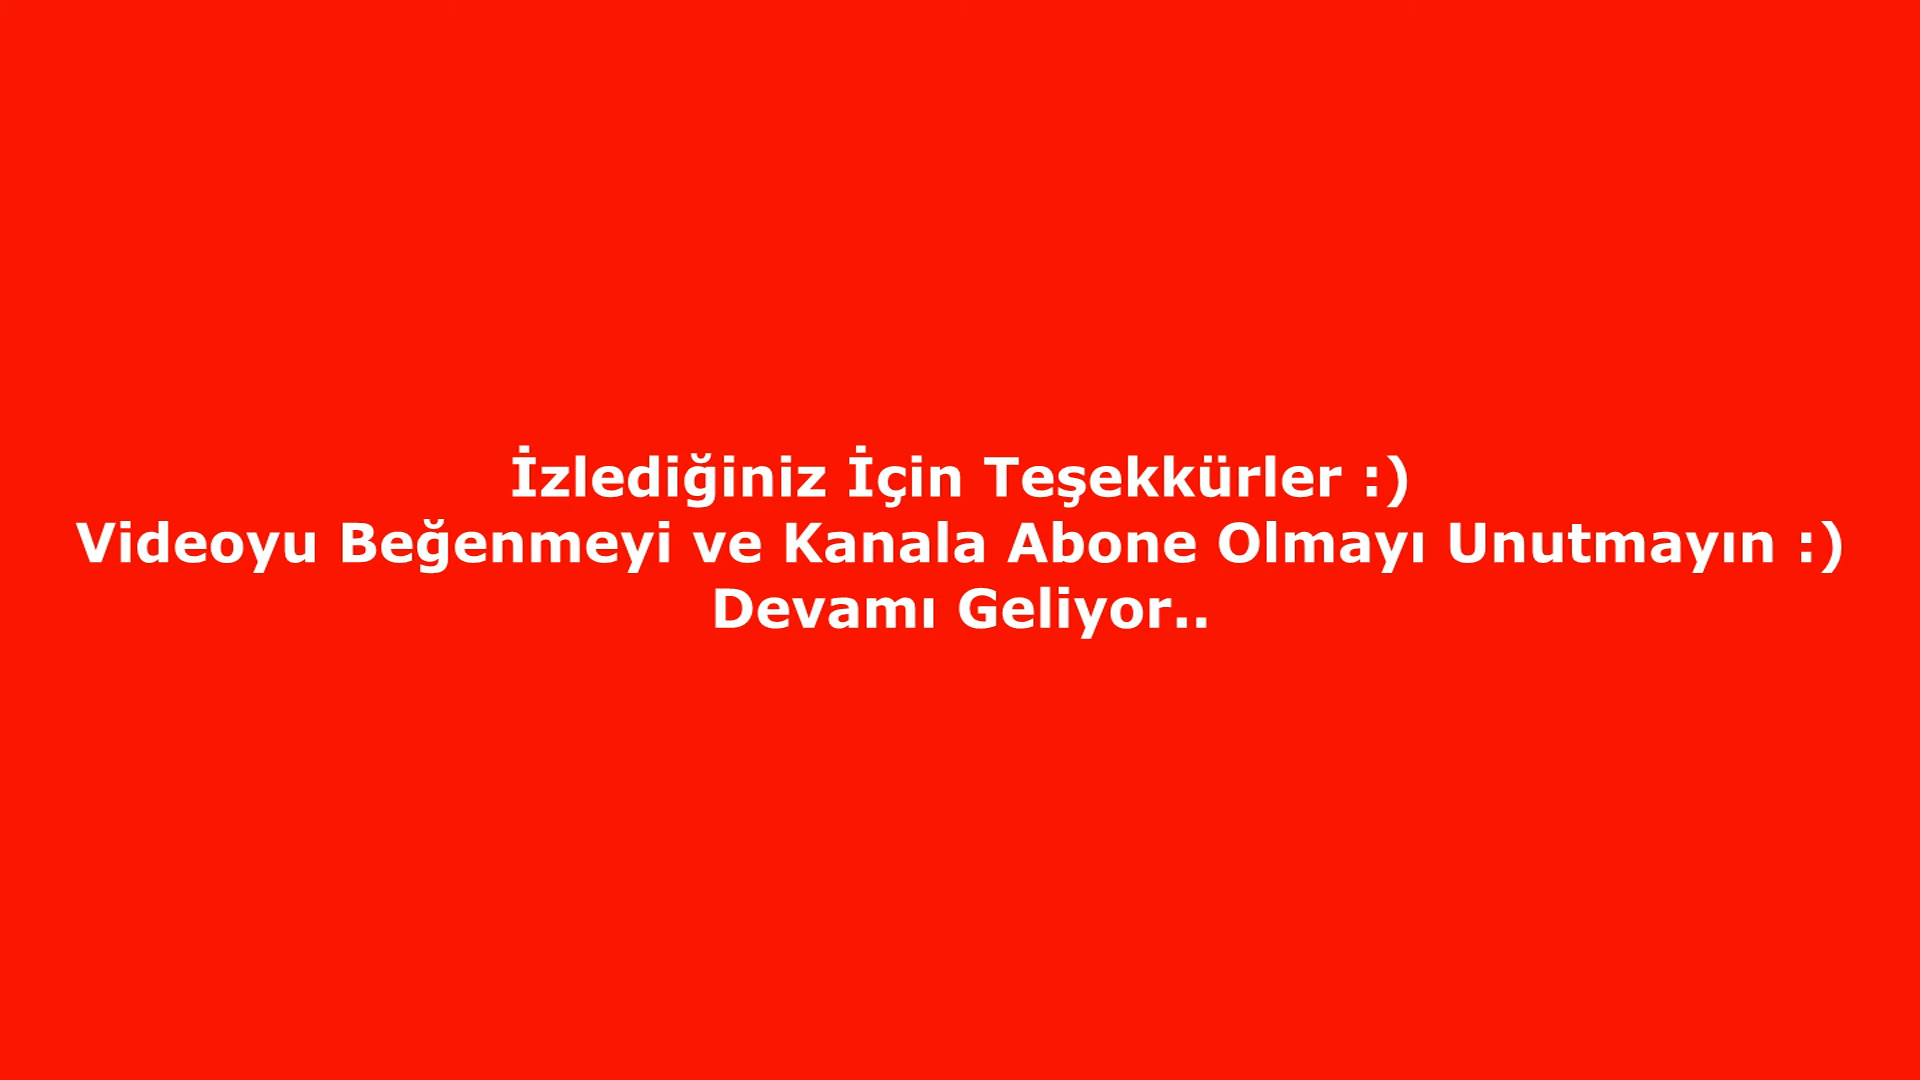 İzlediğiniz İçin Teşekkürler :)
Videoyu Beğenmeyi ve Kanala Abone Olmayı Unutmayın :)
Devamı Geliyor..